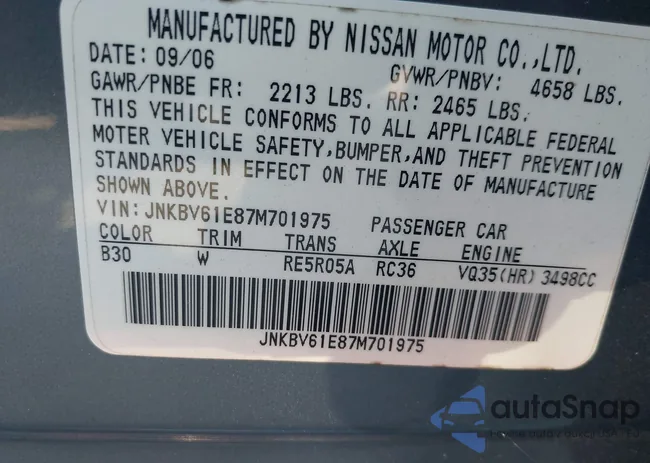 MANUFACTURED BY NISSAN MOTOR CO.,LTD.
DATE: 09/06 GVWR/PNBV: 4658 LBS.
GAWR/PNBE FR: 2213 LBS. RR: 2465 LBS.
THIS VEHICLE CONFORMS TO ALL APPLICABLE FEDERAL
MOTOR VEHICLE SAFETY,BUMPER,AND THEFT PREVENTION
STANDARDS IN EFFECT ON THE DATE OF MANUFACTURE
SHOWN ABOVE.
VIN:JNKBV61E87M701975 PASSENGER CAR
COLOR TRIM TRANS AXLE ENGINE
B30 W RE5R05A RC36 VQ35(HR) 3498CC
JNKBV61E87M701975
autoSnap